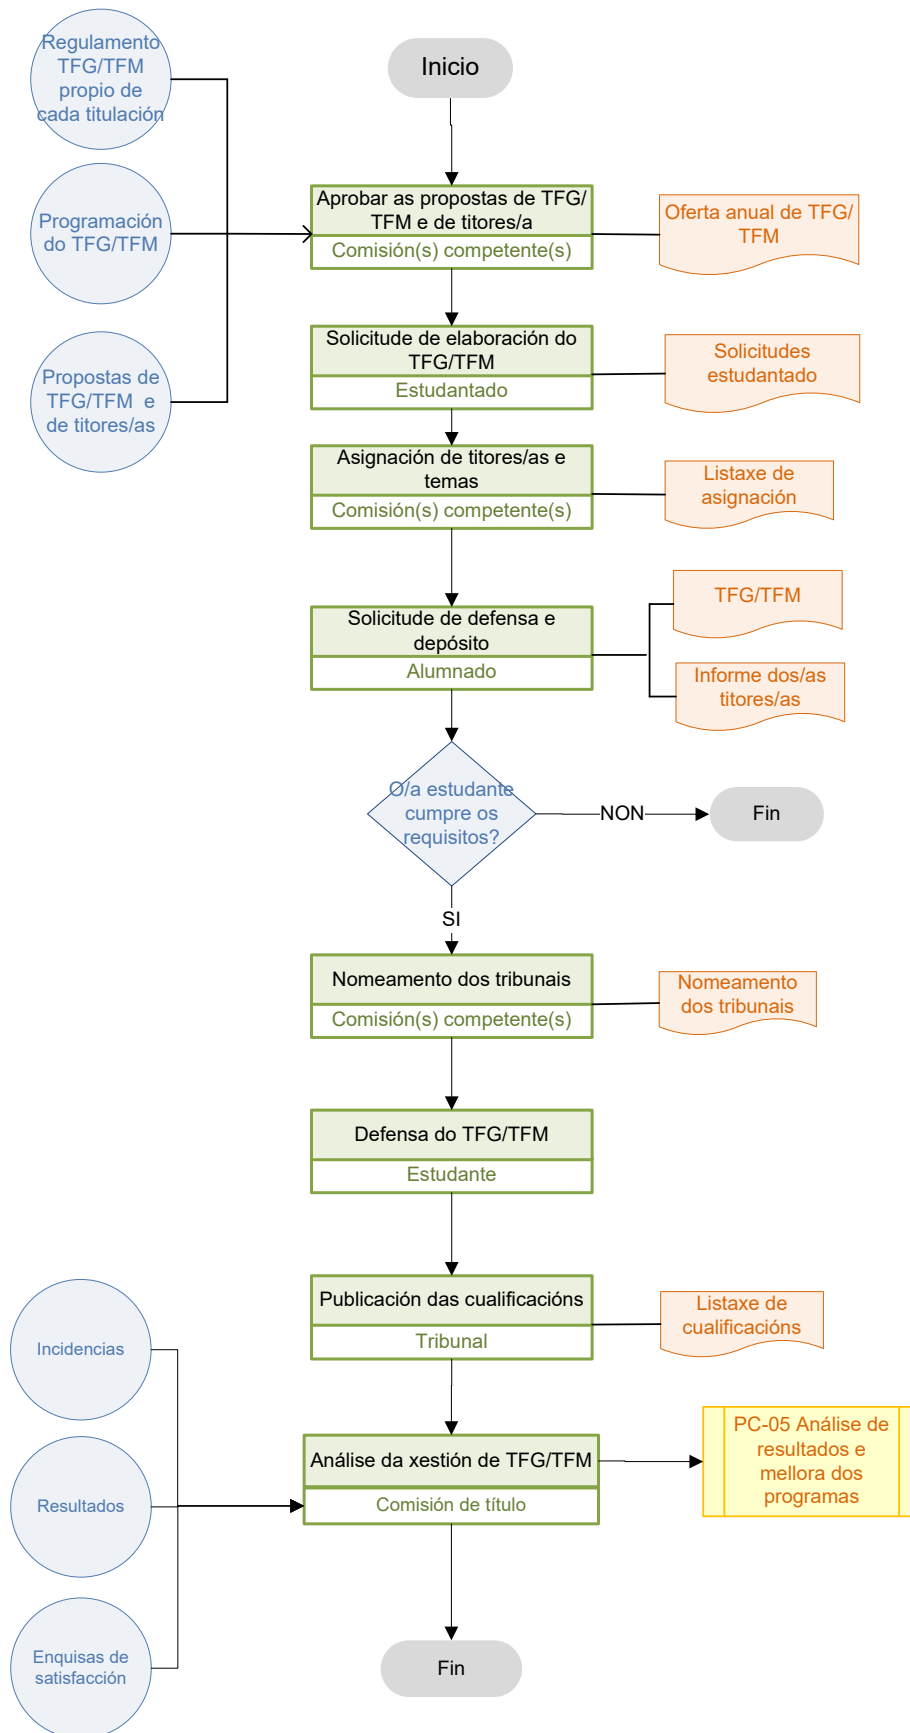 Regulamento
TFG/TFM
propio de
cada titulación
Inicio
Programación
do TFG/TFM
Aprobar as propostas de TFG/
TFM e de titores/a
Comisión(s) competente(s)
Oferta anual de TFG/
TFM
Propostas de
TFG/TFM e
de titores/as
Solicitude de elaboración do
TFG/TFM
Estudantado
Solicitudes
estudantado
Asignación de titores/as e
temas
Comisión(s) competente(s)
Listaxe de
asignación
Solicitude de defensa e
depósito
Alumnado
TFG/TFM
Informe dos/as
titores/as
O/a estudante
cumpre os
requisitos?
NON
Fin
SI
Nomeamento dos tribunais
Comisión(s) competente(s)
Nomeamento
dos tribunais
Defensa do TFG/TFM
Estudante
Publicación das cualificacións
Tribunal
Listaxe de
cualificacións
Incidencias
Resultados
Enquisas de
satisfacción
Análise da xestión de TFG/TFM
Comisión de título
PC-05 Análise de
resultados e
mellora dos
programas
Fin